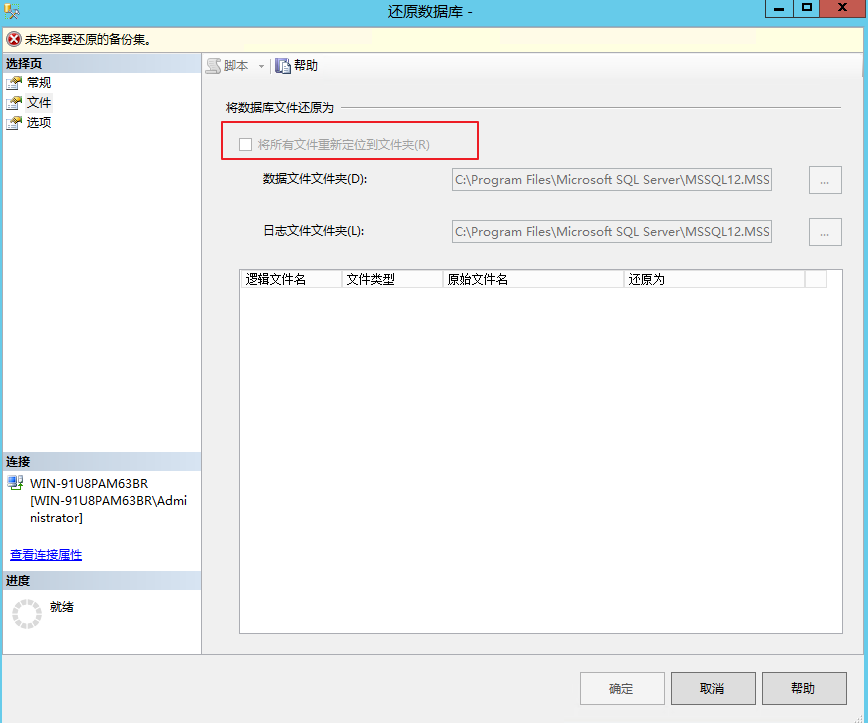 还原数据库 -
未选择要还原的备份集。
选择页
常规
文件
选项
脚本
帮助
将数据库文件还原为
将所有文件重新定位到文件夹(R)
数据文件文件夹(D):
C:\Program Files\Microsoft SQL Server\MSSQL12.MSS
...
日志文件文件夹(L):
C:\Program Files\Microsoft SQL Server\MSSQL12.MSS
...
逻辑文件名 文件类型 原始文件名 还原为
连接
WIN-91U8PAM63BR
[WIN-91U8PAM63BR\Admi
nistrator]
查看连接属性
进度
就绪
确定 取消 帮助